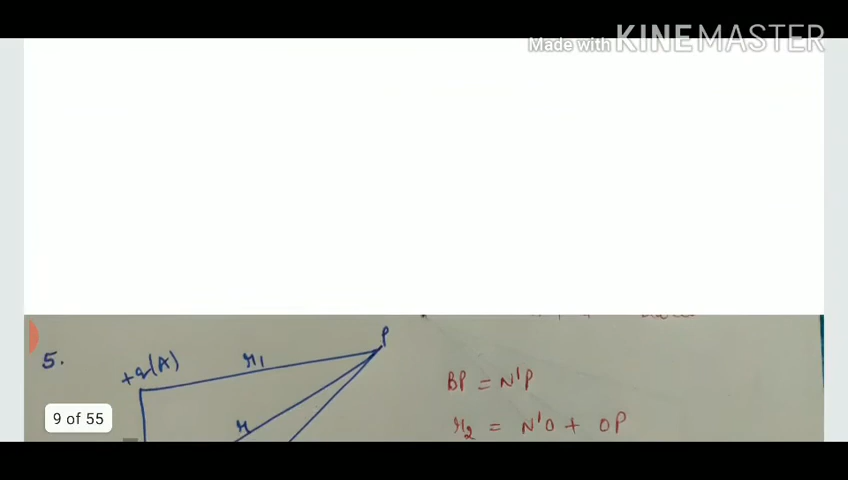 Made with KINEMASTER
5.
+q(A)
r1
P
r
BP = N'P
r2 = N'O + OP
9 of 55